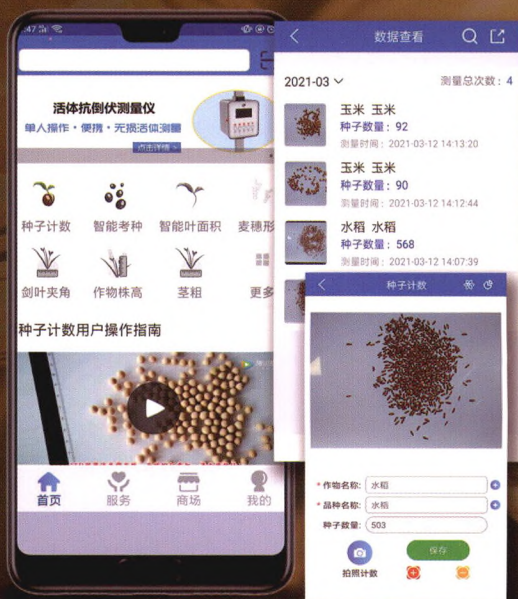 :47
活体抗倒伏测量仪
单人操作·便携·无损活体测量
点击详情
种子计数
智能考种
智能叶面积
麦穗形
剑叶夹角
作物株高
茎粗
更多
种子计数用户操作指南
首页
服务
商场
我的
数据查看
2021-03
测量总次数：4
玉米 玉米
种子数量：92
测量时间：2021-03-12 14:13:20
玉米 玉米
种子数量：90
测量时间：2021-03-12 14:12:44
水稻 水稻
种子数量：568
测量时间：2021-03-12 14:07:39
种子计数
*作物名称: 水稻
*品种名称: 水稻
种子数量: 503
保存
拍照计数